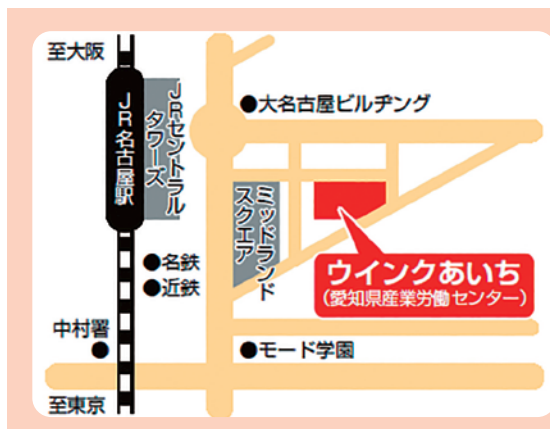 至大阪
JR名古屋駅
JRセントラル
タワーズ
●大名古屋ビルヂング
ミッドランド
スクエア
●名鉄
●近鉄
ウインクあいち
(愛知県産業労働センター)
中村署
●
●モード学園
至東京